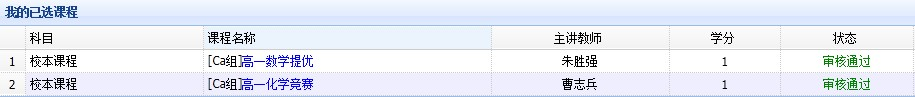 我的已选课程
科目 课程名称 主讲教师 学分 状态
1 校本课程 [Ca组]高一数学提优 朱胜强 1 审核通过
2 校本课程 [Ca组]高一化学竞赛 曹志兵 1 审核通过